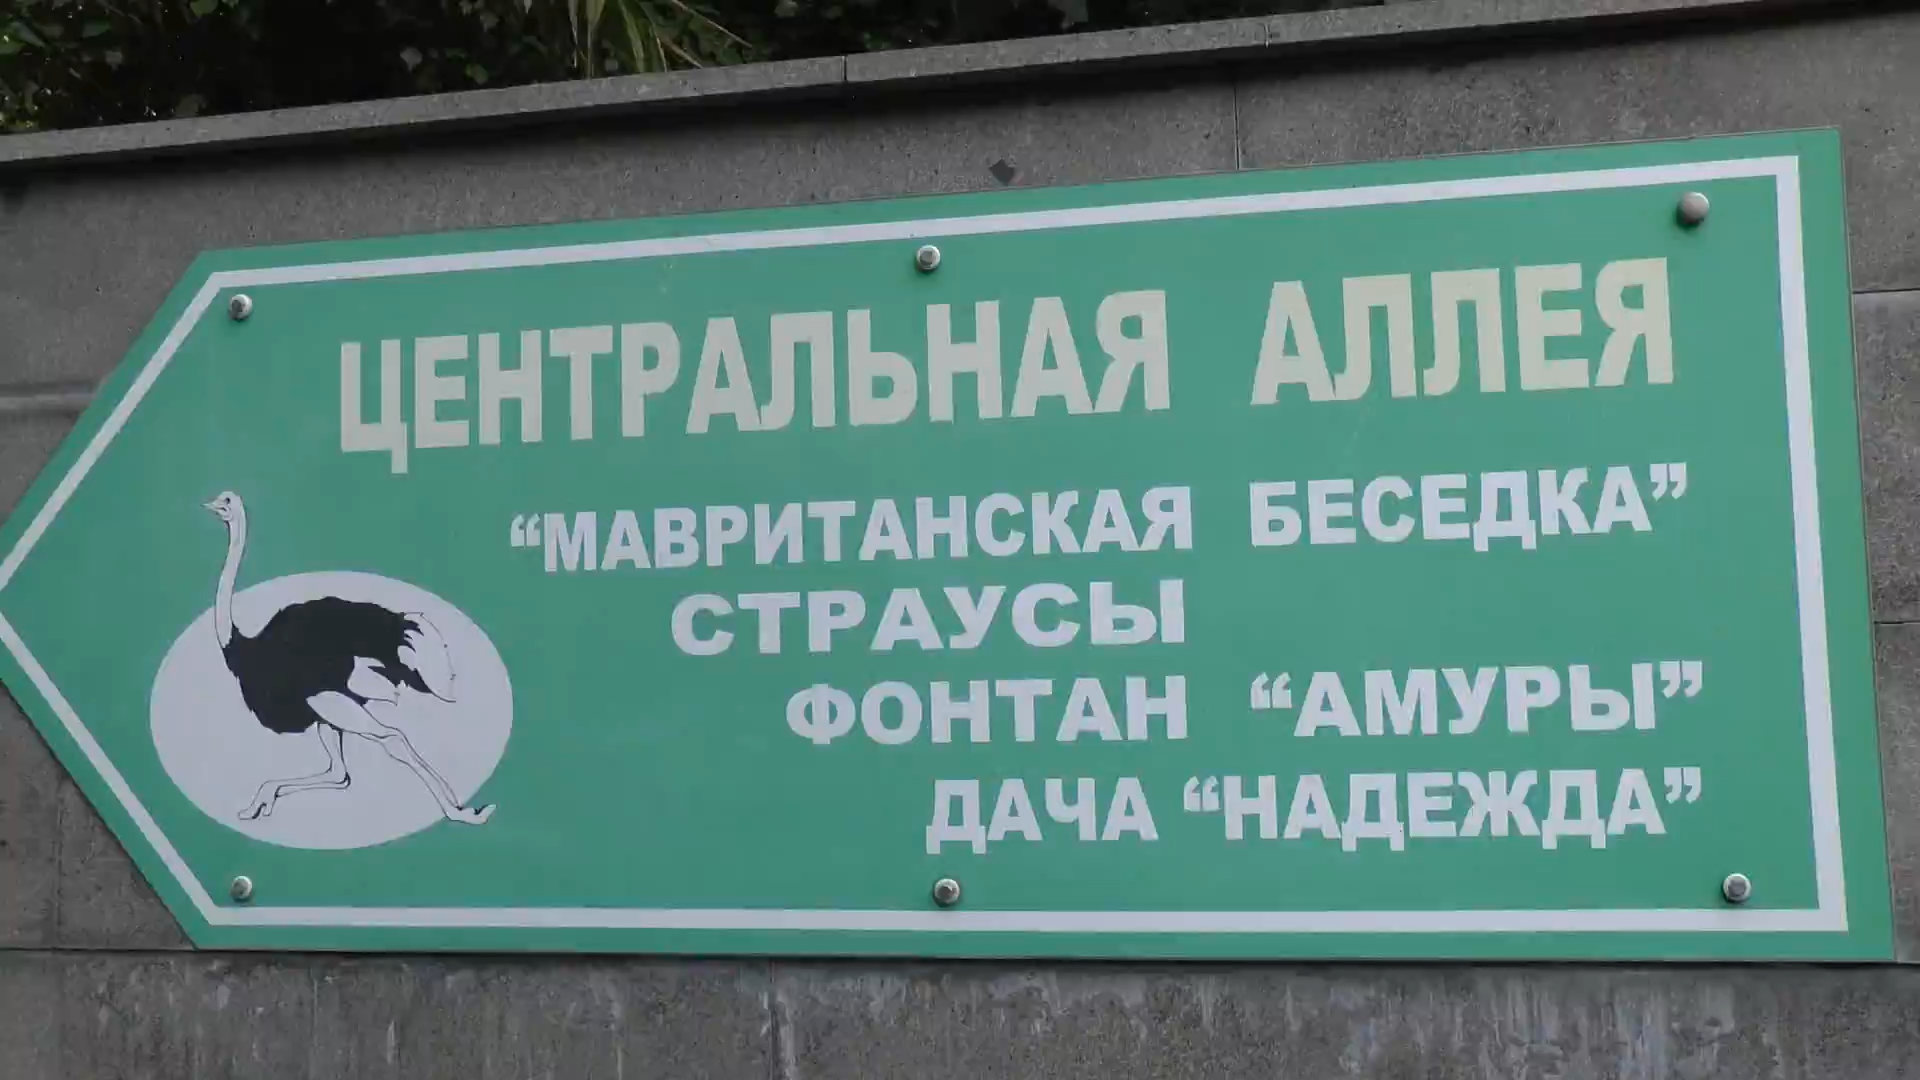 ЦЕНТРАЛЬНАЯ АЛЛЕЯ
“МАВРИТАНСКАЯ БЕСЕДКА”
СТРАУСЫ
ФОНТАН “АМУРЫ”
ДАЧА “НАДЕЖДА”